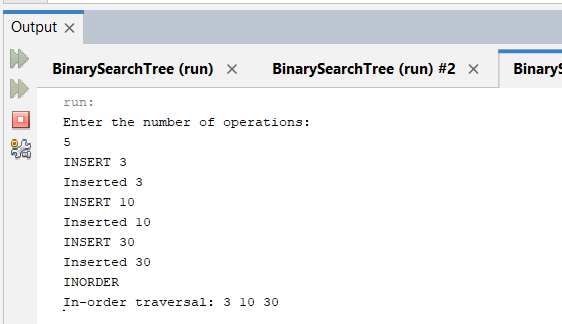 Output
BinarySearchTree (run) BinarySearchTree (run) #2 BinaryS
run:
Enter the number of operations:
5
INSERT 3
Inserted 3
INSERT 10
Inserted 10
INSERT 30
Inserted 30
INORDER
In-order traversal: 3 10 30